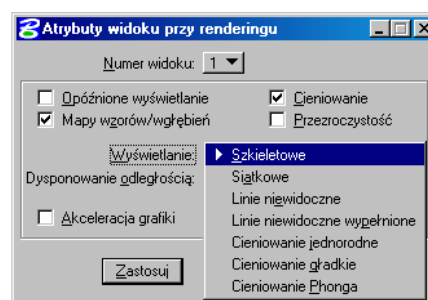 Atrybuty widoku przy renderingu
Numer widoku: 1
Opóźnione wyświetlanie
Cieniowanie
Mapy wzorów/wgłębień
Przezroczystość
Wyświetlanie:
Szkieletowe
Dysponowanie odległością:
Siatkowe
Linie niewidoczne
Akceleracja grafiki
Linie niewidoczne wypełnione
Cieniowanie jednorodne
Zastosuj
Cieniowanie gładkie
Cieniowanie Phonga